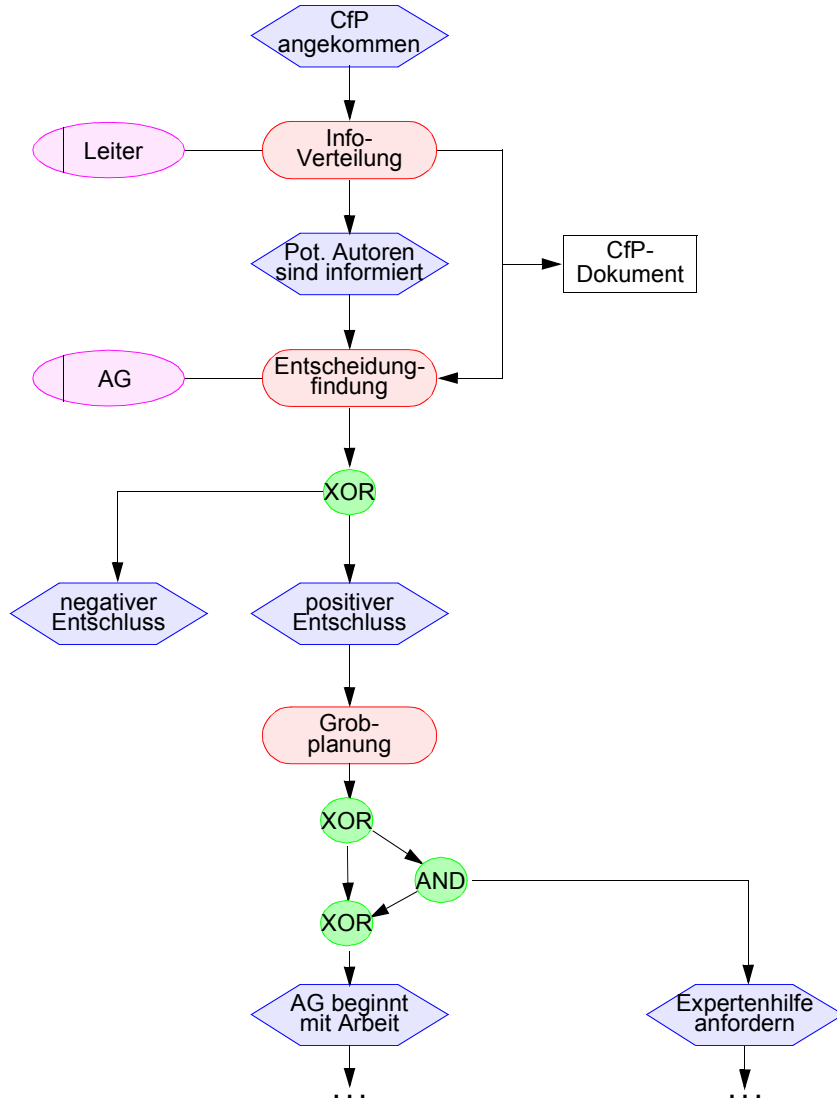 CfP
angekommen
Leiter
Info-
Verteilung
Pot. Autoren
sind informiert
CfP-
Dokument
AG
Entscheidung-
findung
XOR
negativer
Entschluss
positiver
Entschluss
Grob-
planung
XOR
AND
XOR
AG beginnt
mit Arbeit
Expertenhilfe
anfordern
...
...